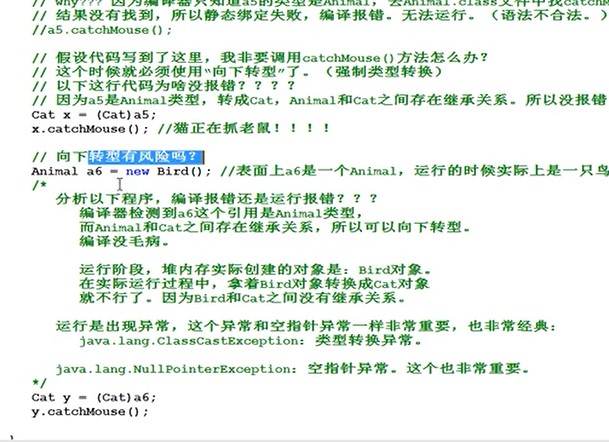 // why??? 因为编译器只知道a5的类型是Animal，去Animal.class文件中找catchM
// 结果没有找到，所以静态绑定失败，编译报错。无法运行。（语法不合法。）
//a5.catchMouse();
// 假设代码写到了这里，我非要调用catchMouse()方法怎么办？
// 这个时候就必须使用“向下转型”了。（强制类型转换）
// 以下这行代码为啥没报错？？？？
// 因为a5是Animal类型，转成Cat，Animal和Cat之间存在继承关系。所以没报错
Cat x = (Cat)a5;
x.catchMouse(); //猫正在抓老鼠！！！！
// 向下转型有风险吗？
Animal a6 = new Bird(); //表面上a6是一个Animal，运行的时候实际上是一只鸟
/*
分析以下程序，编译报错还是运行报错？？？
编译器检测到a6这个引用是Animal类型，
而Animal和Cat之间存在继承关系，所以可以向下转型。
编译没毛病。
运行阶段，堆内存实际创建的对象是：Bird对象。
在实际运行过程中，拿着Bird对象转换成Cat对象
就不行了。因为Bird和Cat之间没有继承关系。
运行是出现异常，这个异常和空指针异常一样非常重要，也非常经典：
java.lang.ClassCastException：类型转换异常。
java.lang.NullPointerException：空指针异常。这个也非常重要。
*/
Cat y = (Cat)a6;
y.catchMouse();